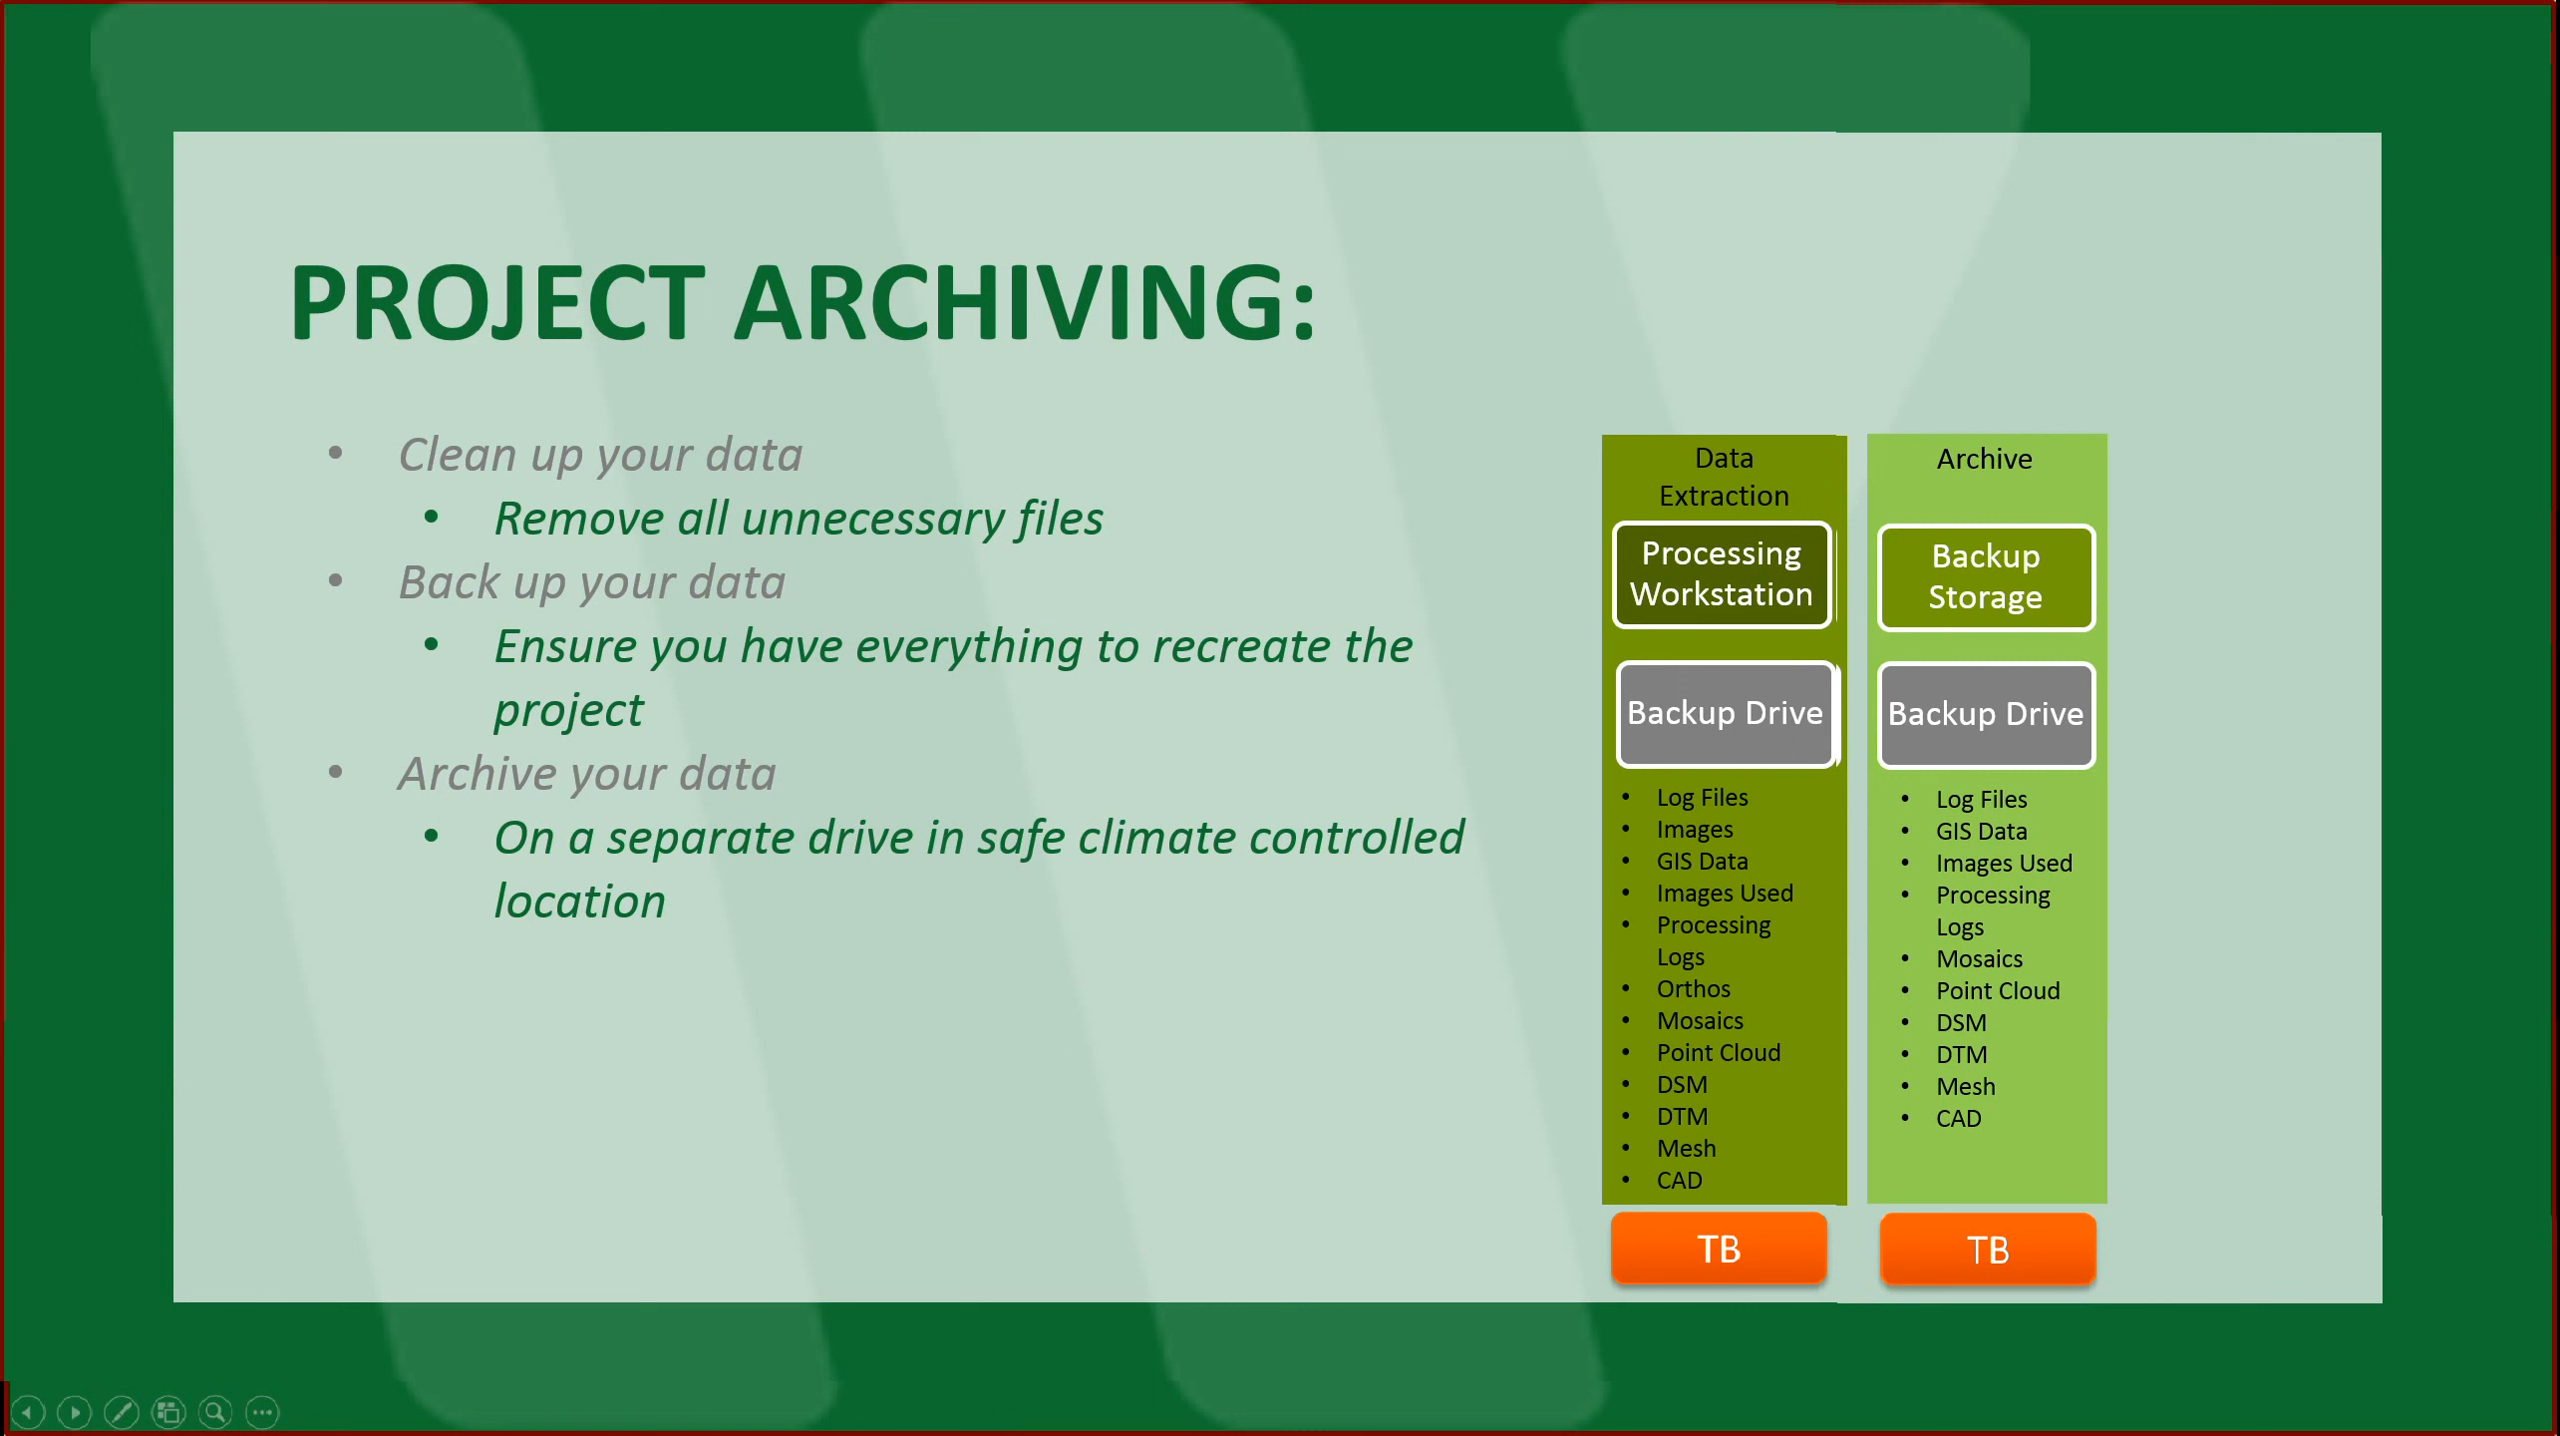 PROJECT ARCHIVING:
• Clean up your data
• Remove all unnecessary files
• Back up your data
• Ensure you have everything to recreate the
project
• Archive your data
• On a separate drive in safe climate controlled
location
Data
Extraction
Processing
Workstation
Backup Drive
• Log Files
• Images
• GIS Data
• Images Used
• Processing
Logs
• Orthos
• Mosaics
• Point Cloud
• DSM
• DTM
• Mesh
• CAD
TB
Archive
Backup
Storage
Backup Drive
• Log Files
• GIS Data
• Images Used
• Processing
Logs
• Mosaics
• Point Cloud
• DSM
• DTM
• Mesh
• CAD
TB